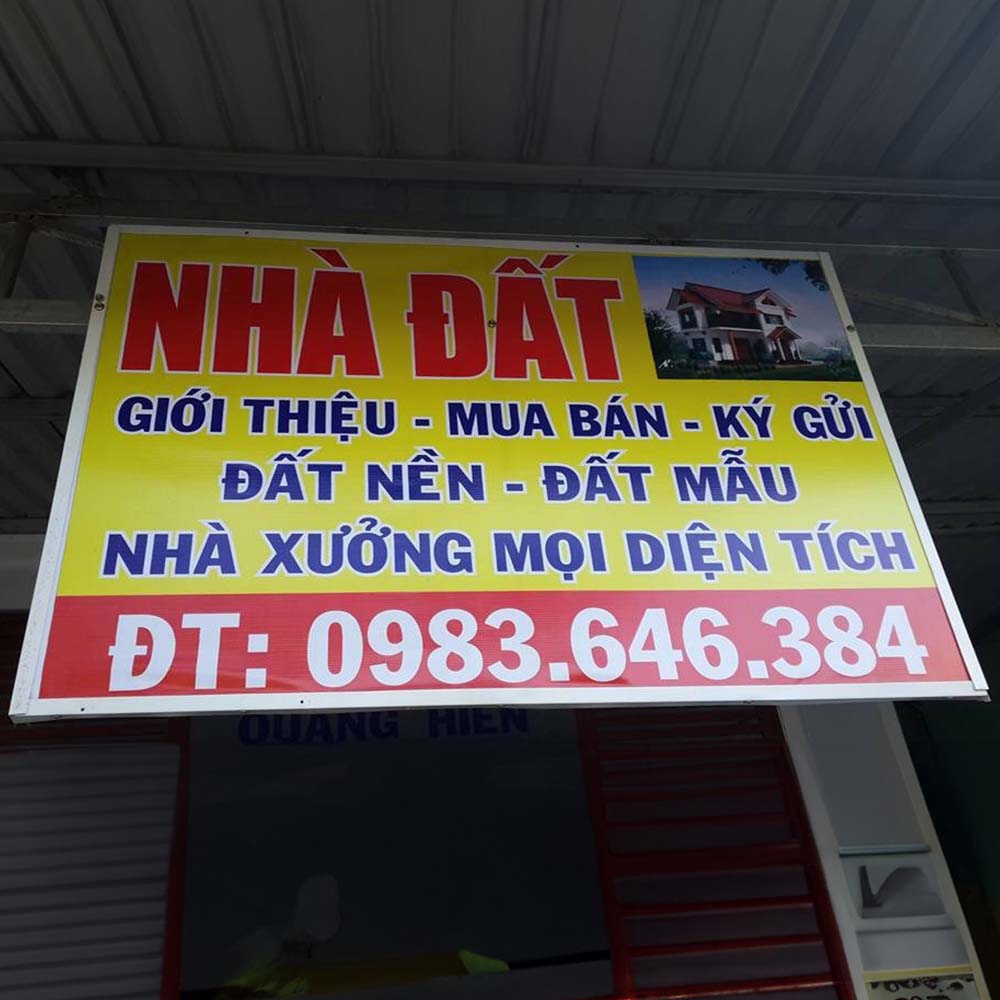 NHÀ ĐẤT
GIỚI THIỆU - MUA BÁN - KÝ GỬI
ĐẤT NỀN - ĐẤT MẪU
NHÀ XƯỞNG MỌI DIỆN TÍCH
ĐT: 0983.646.384
QUANG HIEN